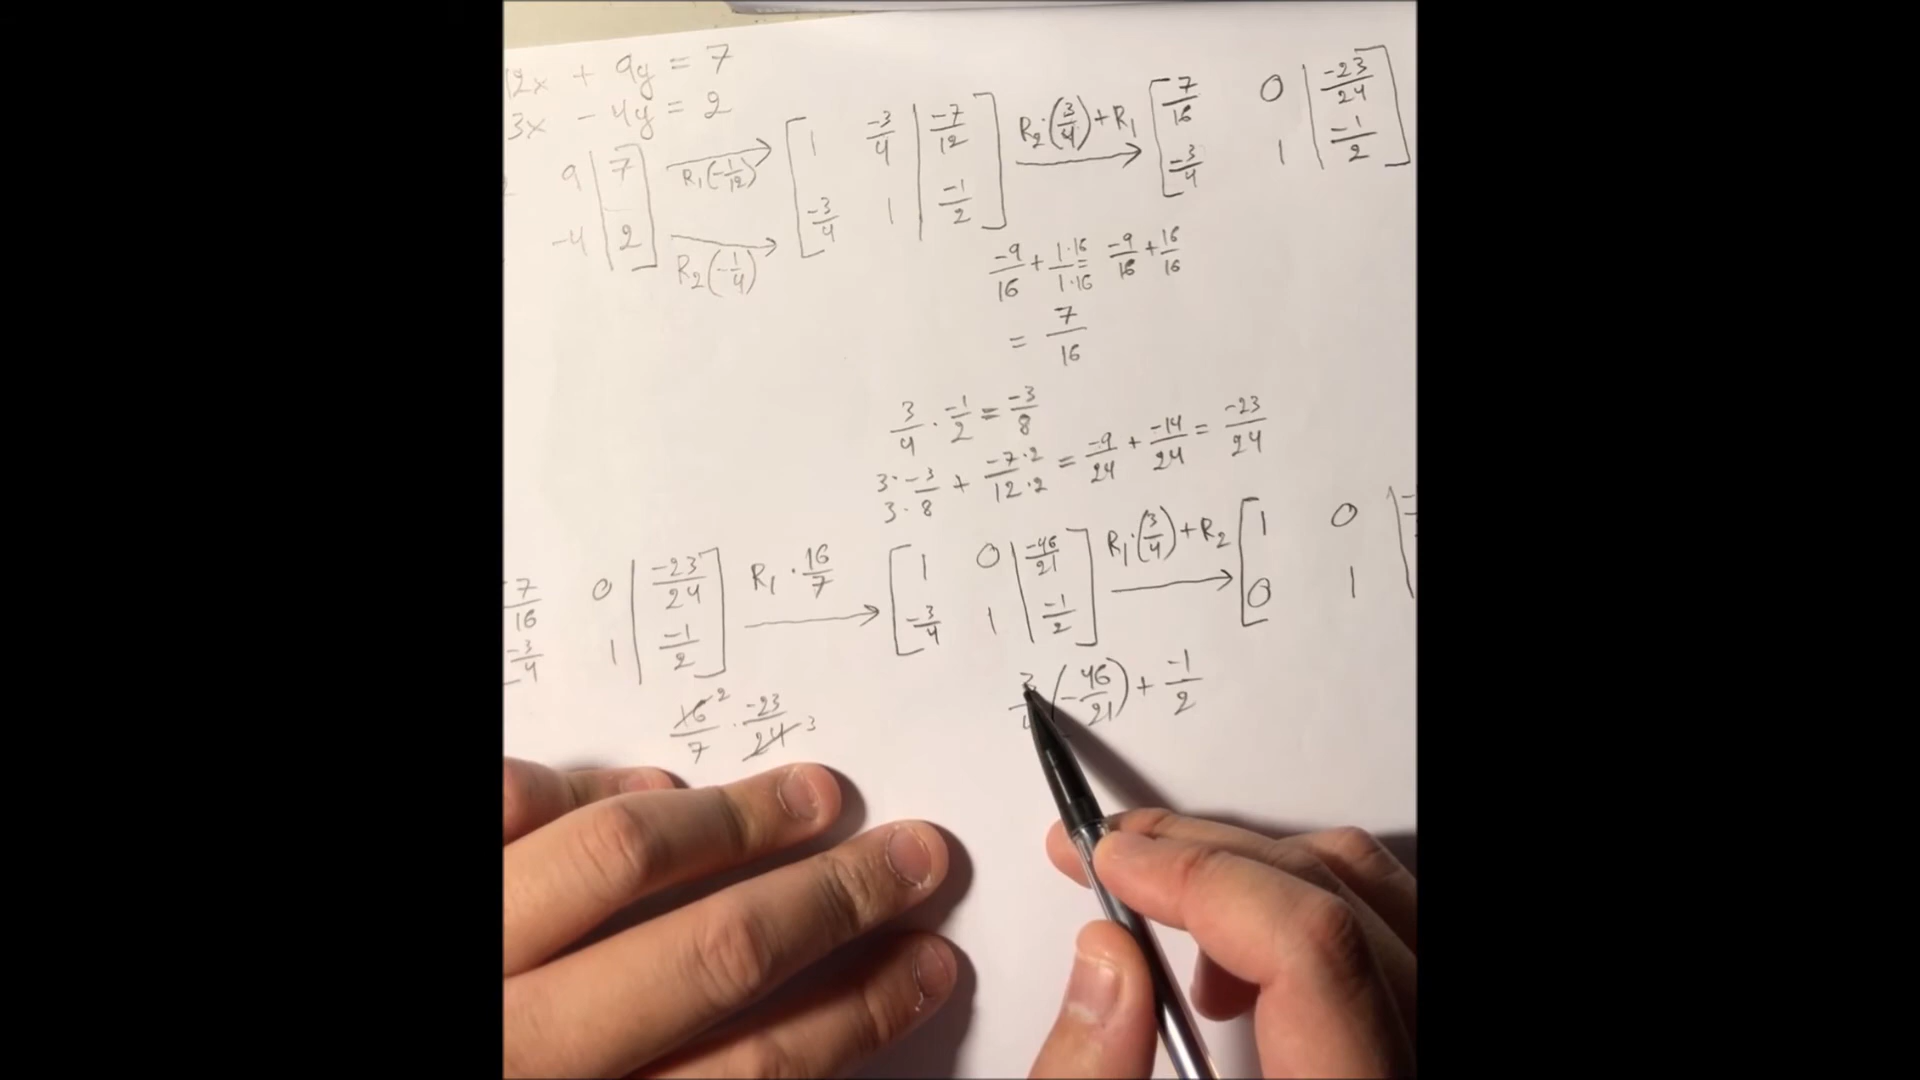 12x + 9y = 7
3x - 4y = 2
9 | 7
-4 | 2
R₁(-1/12)
R₂(-1/4)
[ 1 -3/4 | -7/12 ]
[ -3/4 1 | -1/2 ]
R₂·(3/4)+R₁
[ 7/16 0 | -23/24 ]
[ -3/4 1 | -1/2 ]
-9/16 + 1·16/1·16 = -9/16 + 16/16
= 7/16
3/4 · -1/2 = -3/8
3·-3/3·8 + -7·2/12·2 = -9/24 + -14/24 = -23/24
7/16 0 | -23/24 ]
-3/4 1 | -1/2 ]
R₁ · 16/7
[ 1 0 | -46/21 ]
[ -3/4 1 | -1/2 ]
R₁·(3/4)+R₂
[ 1 0 |
[ 0 1 |
16 2/7 · -23/24 3
3/4 (-46/21) + -1/2